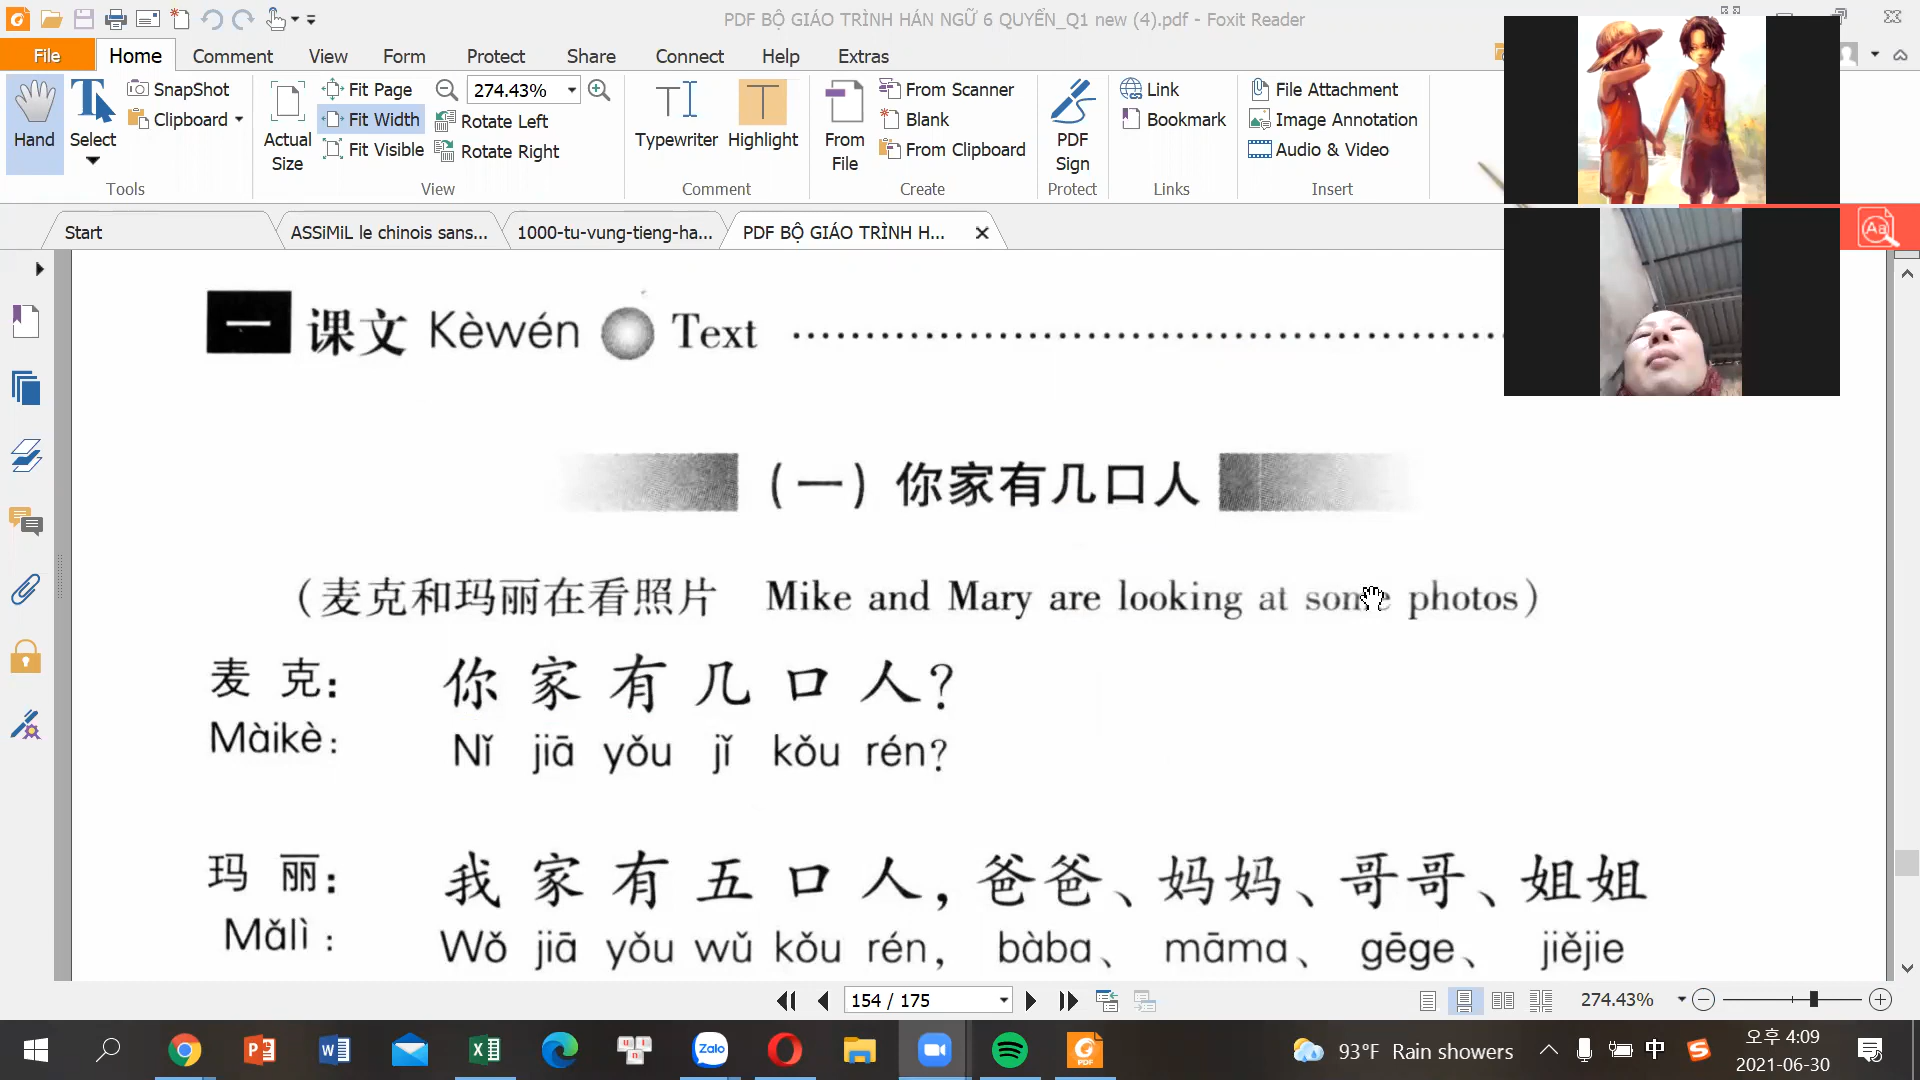 PDF BỘ GIÁO TRÌNH HÁN NGỮ 6 QUYỂN_Q1 new (4).pdf - Foxit Reader
File Home Comment View Form Protect Share Connect Help Extras
Hand
Select
SnapShot
Clipboard
Tools
Actual Size
Fit Page
Fit Width
Fit Visible
274.43%
Rotate Left
Rotate Right
View
Typewriter
Highlight
Comment
From File
From Scanner
Blank
From Clipboard
Create
PDF Sign
Protect
Link
Bookmark
Links
File Attachment
Image Annotation
Audio & Video
Insert
Start
ASSiMiL le chinois sans...
1000-tu-vung-tieng-ha...
PDF BỘ GIÁO TRÌNH H...
一 课文 Kèwén Text
(一) 你家有几口人
(麦克和玛丽在看照片 Mike and Mary are looking at some photos)
麦 克: 你 家 有 几 口 人?
Màikè: Nǐ jiā yǒu jǐ kǒu rén?
玛 丽: 我 家 有 五 口 人, 爸爸、妈妈、哥哥、姐姐
Mǎlì: Wǒ jiā yǒu wǔ kǒu rén, bàba、 māma、 gēge、 jiějie
154 / 175
274.43%
Zalo
93°F Rain showers
中
오후 4:09
2021-06-30